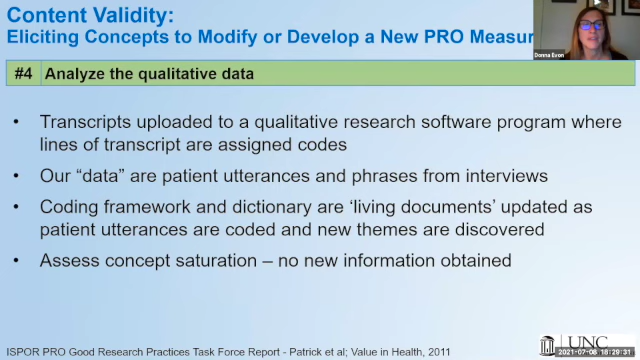 Content Validity:
Eliciting Concepts to Modify or Develop a New PRO Measur
Donna Evon
#4 Analyze the qualitative data
• Transcripts uploaded to a qualitative research software program where
lines of transcript are assigned codes
• Our “data” are patient utterances and phrases from interviews
• Coding framework and dictionary are ‘living documents’ updated as
patient utterances are coded and new themes are discovered
• Assess concept saturation – no new information obtained
ISPOR PRO Good Research Practices Task Force Report - Patrick et al; Value in Health, 2011
UNC
2021-07-08 18:29:31